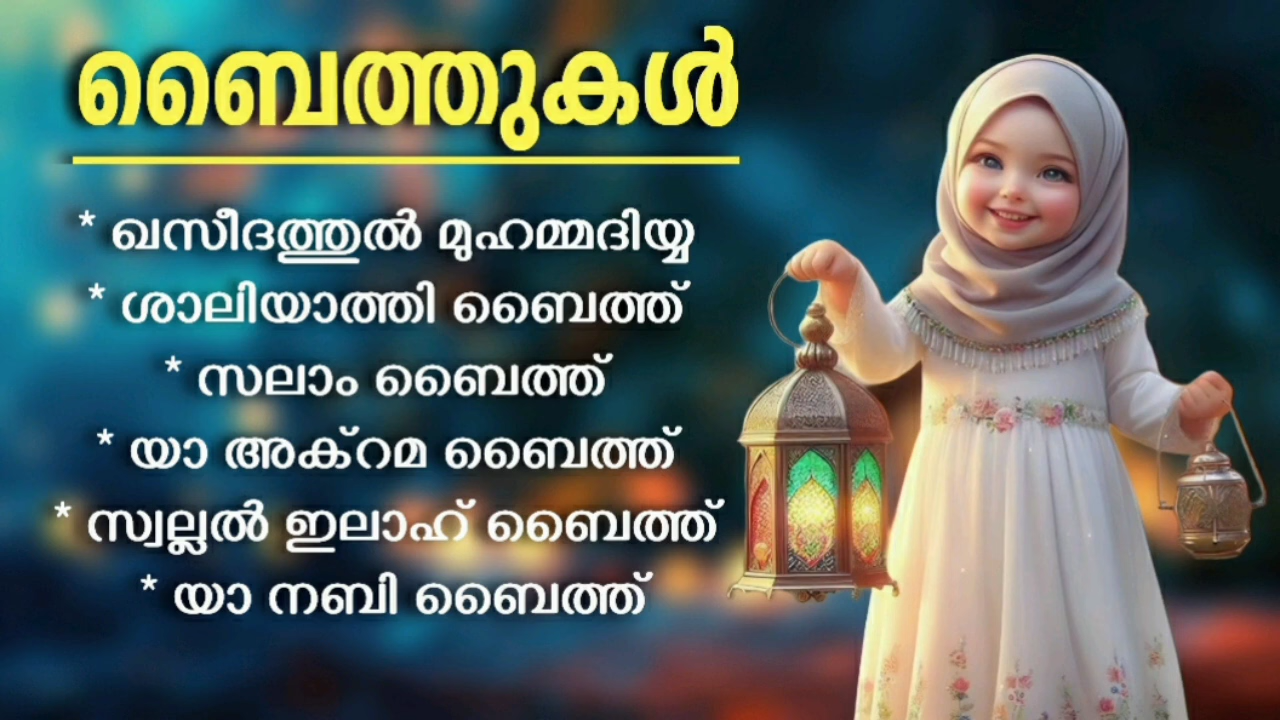 ബൈത്തുകൾ
* ഖസീദത്തുൽ മുഹമ്മദിയ്യ
* ശാലിയാത്തി ബൈത്ത്
* സലാം ബൈത്ത്
* യാ അക്റമ ബൈത്ത്
* സ്വല്ലൽ ഇലാഹ് ബൈത്ത്
* യാ നബി ബൈത്ത്